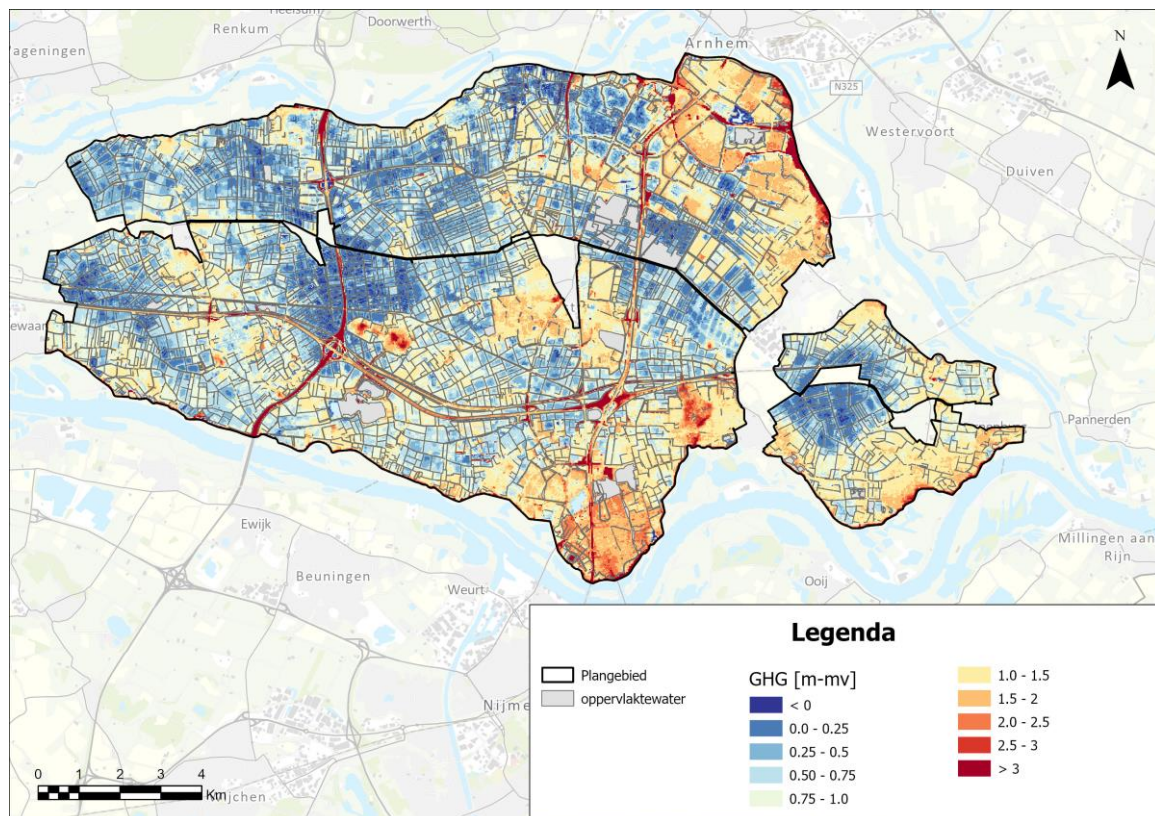 Doorwerth
Renkum
Arnhem
N
N325
Westervoort
Duiven
Pannerden
Ewijk
Beuningen
Weurt
Ooij
Millingen aan
Rijn
Legenda
Plangebied
oppervlaktewater
GHG [m-mv]
< 0
0.0 - 0.25
0.25 - 0.5
0.50 - 0.75
0.75 - 1.0
1.0 - 1.5
1.5 - 2
2.0 - 2.5
2.5 - 3
> 3
Nijme
0 1 2 3 4
Km